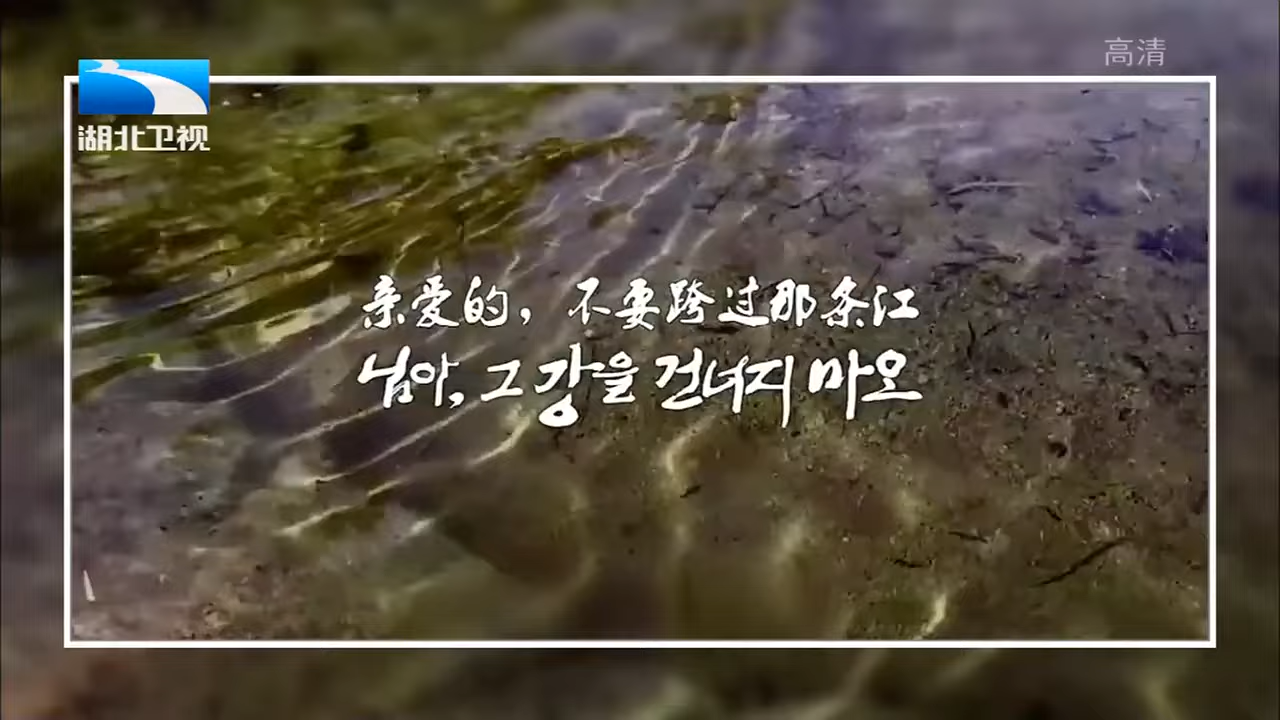 高清
湖北卫视
亲爱的，不要跨过那条江
님아, 그 강을 건너지 마오